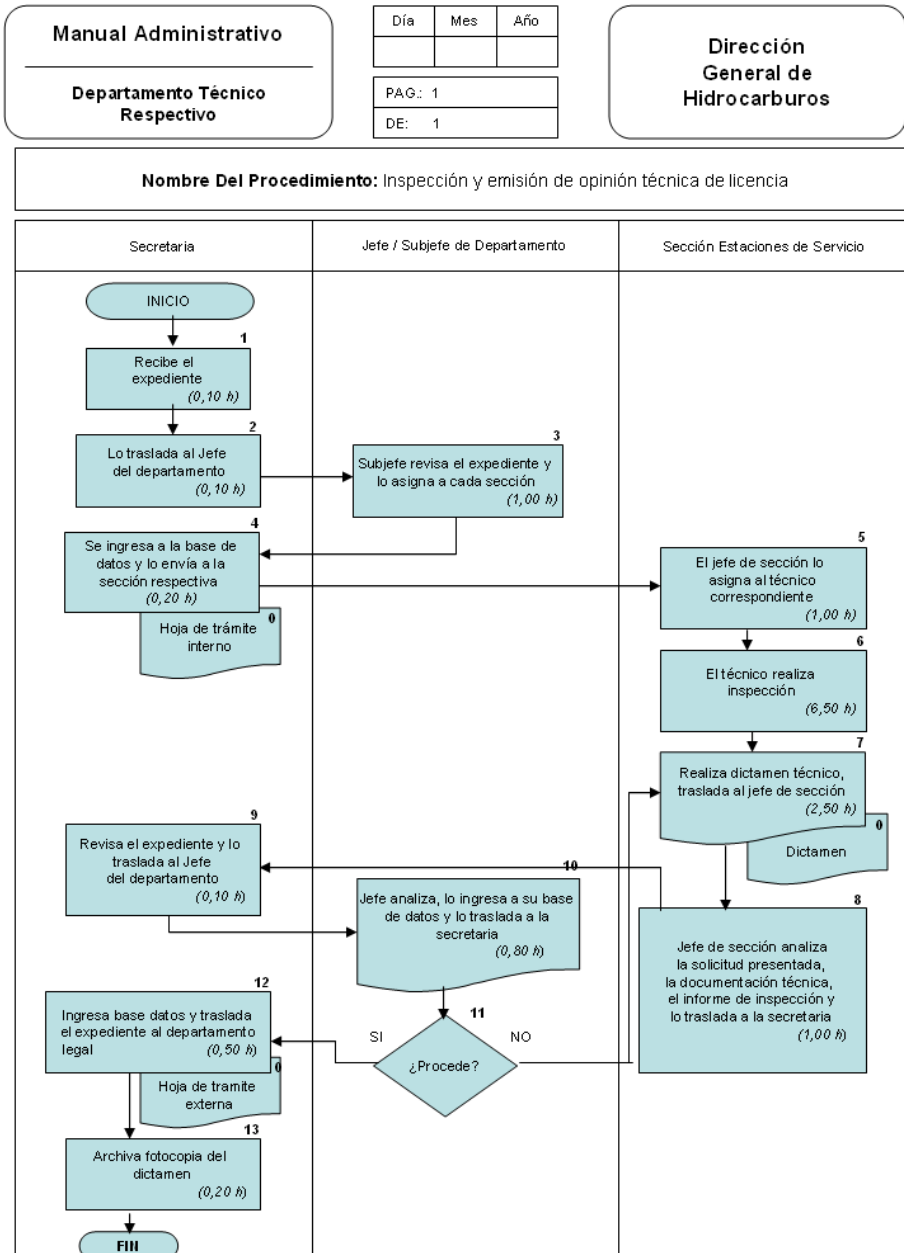 Manual Administrativo
Departamento Técnico
Respectivo
Día Mes Año
PAG.: 1
DE: 1
Dirección
General de
Hidrocarburos
Nombre Del Procedimiento: Inspección y emisión de opinión técnica de licencia
Secretaria
Jefe / Subjefe de Departamento
Sección Estaciones de Servicio
INICIO
1
Recibe el
expediente
(0,10 h)
2
Lo traslada al Jefe
del departamento
(0,10 h)
3
Subjefe revisa el expediente y
lo asigna a cada sección
(1,00 h)
4
Se ingresa a la base de
datos y lo envía a la
sección respectiva
(0,20 h)
0
Hoja de trámite
interno
5
El jefe de sección lo
asigna al técnico
correspondiente
(1,00 h)
6
El técnico realiza
inspección
(6,50 h)
7
Realiza dictamen técnico,
traslada al jefe de sección
(2,50 h)
0
Dictamen
8
Jefe de sección analiza
la solicitud presentada,
la documentación técnica,
el informe de inspección y
lo traslada a la secretaria
(1,00 h)
9
Revisa el expediente y lo
traslada al Jefe
del departamento
(0,10 h)
10
Jefe analiza, lo ingresa a su base
de datos y lo traslada a la
secretaria
(0,80 h)
11
SI
NO
¿Procede?
12
Ingresa base datos y traslada
el expediente al departamento
legal
(0,50 h)
0
Hoja de tramite
externa
13
Archiva fotocopia del
dictamen
(0,20 h)
FIN